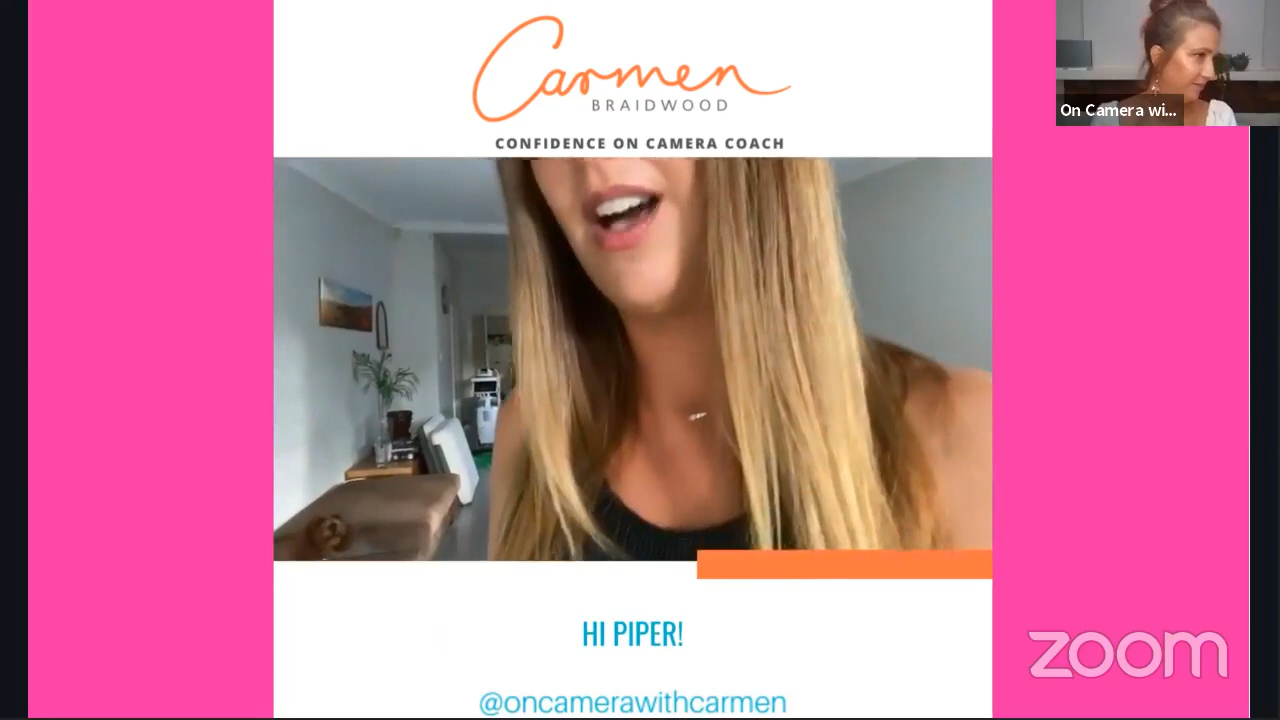 Carmen
BRAIDWOOD
CONFIDENCE ON CAMERA COACH
On Camera wi...
HI PIPER!
zoom
@oncamerawithcarmen